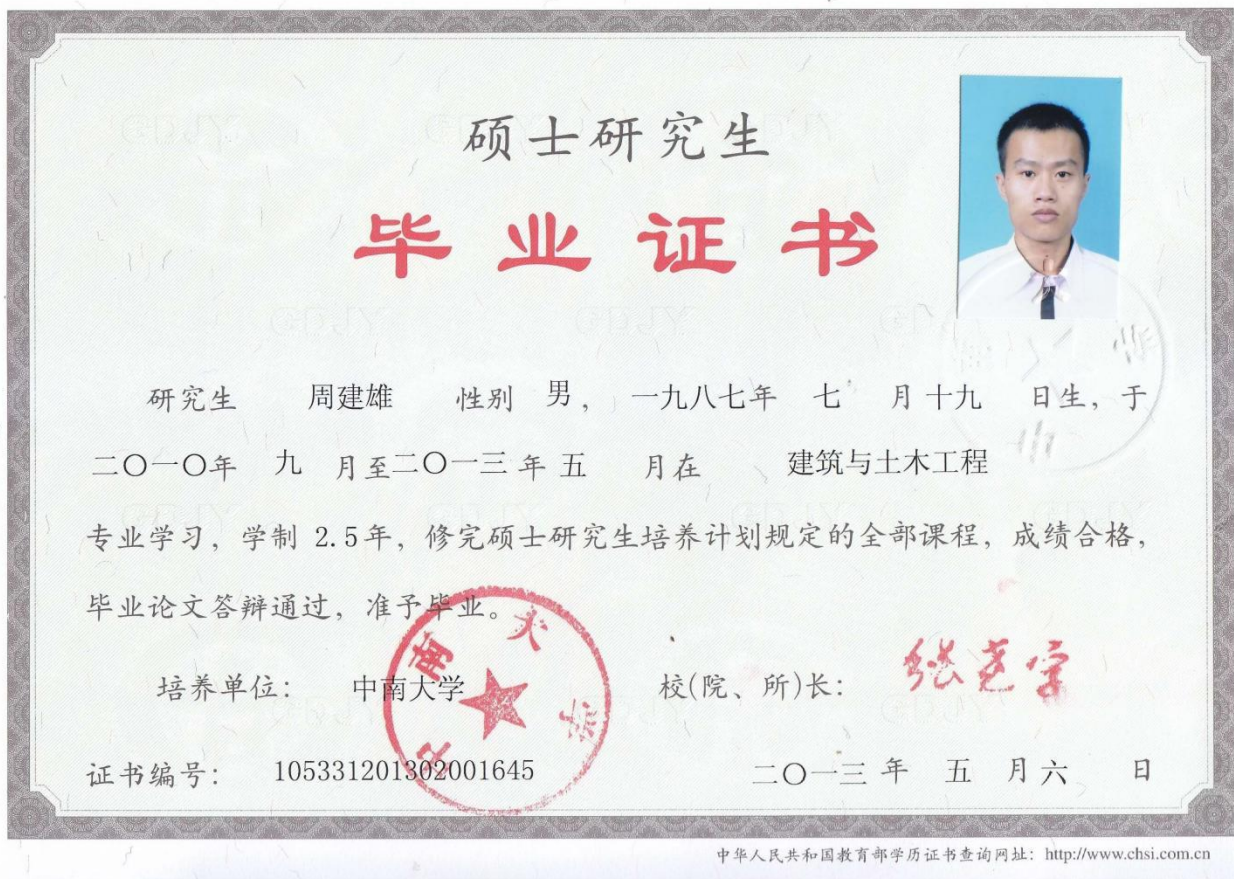 硕士研究生
毕业证书
研究生 周建雄 性别 男, 一九八七年 七 月十九 日生, 于
二〇一〇年 九 月至二〇一三年 五 月在 建筑与土木工程
专业学习, 学制 2.5年, 修完硕士研究生培养计划规定的全部课程, 成绩合格,
毕业论文答辩通过, 准予毕业。
中南大学
培养单位: 中南大学 校(院、所)长: 张尧学
证书编号: 105331201302001645 二〇一三年 五 月六 日
中华人民共和国教育部学历证书查询网址: http://www.chsi.com.cn